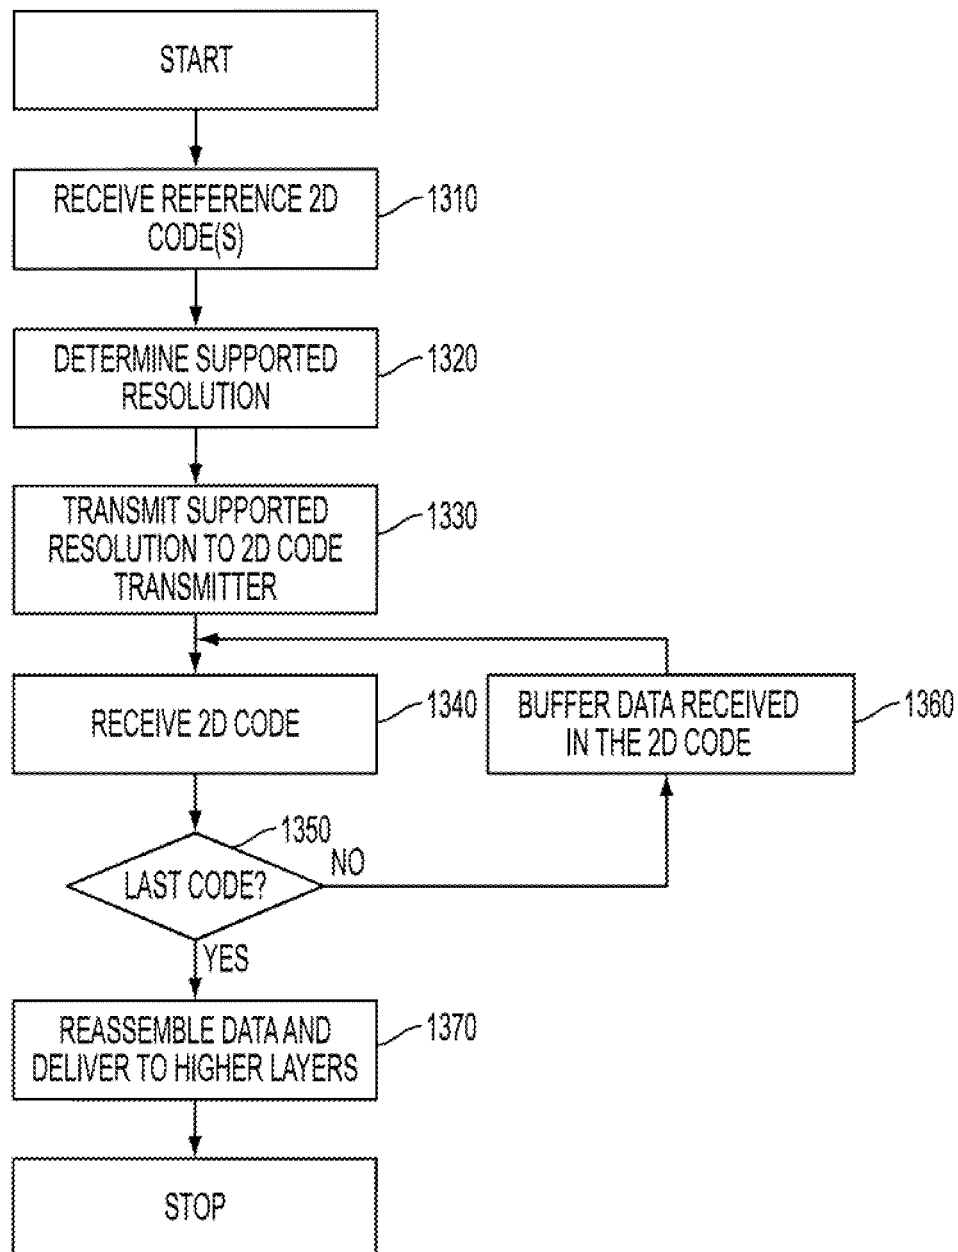 START
RECEIVE REFERENCE 2D
CODE(S)
1310
DETERMINE SUPPORTED
RESOLUTION
1320
TRANSMIT SUPPORTED
RESOLUTION TO 2D CODE
TRANSMITTER
1330
RECEIVE 2D CODE
1340
BUFFER DATA RECEIVED
IN THE 2D CODE
1360
LAST CODE?
1350
NO
YES
REASSEMBLE DATA AND
DELIVER TO HIGHER LAYERS
1370
STOP